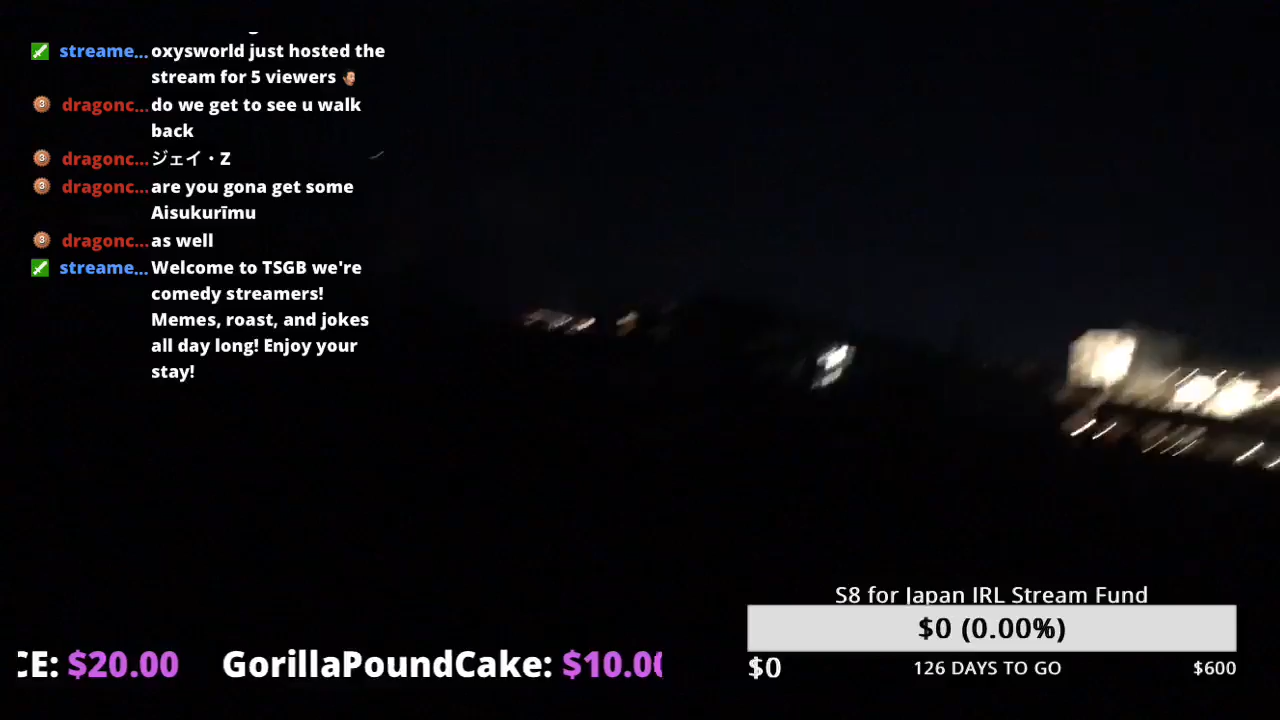 streame... oxysworld just hosted the
stream for 5 viewers
dragonc... do we get to see u walk
back
dragonc... ジェイ・Z
dragonc... are you gona get some
Aisukurīmu
dragonc... as well
streame... Welcome to TSGB we're
comedy streamers!
Memes, roast, and jokes
all day long! Enjoy your
stay!
S8 for Japan IRL Stream Fund
$0 (0.00%)
$0 126 DAYS TO GO $600
CE: $20.00 GorillaPoundCake: $10.00